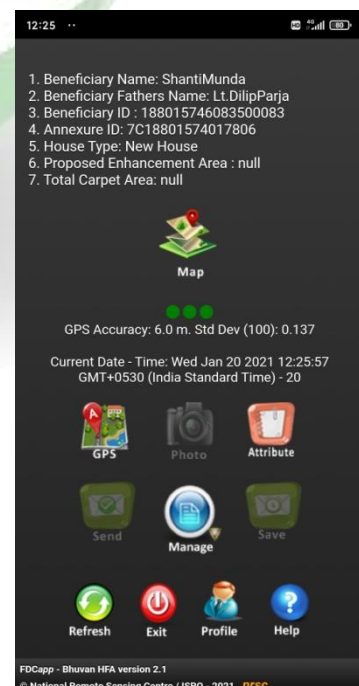 12:25 ··
HD 4G 80
1. Beneficiary Name: ShantiMunda
2. Beneficiary Fathers Name: Lt.DilipParja
3. Beneficiary ID : 188015746083500083
4. Annexure ID: 7C18801574017806
5. House Type: New House
6. Proposed Enhancement Area : null
7. Total Carpet Area: null
Map
GPS Accuracy: 6.0 m. Std Dev (100): 0.137
Current Date - Time: Wed Jan 20 2021 12:25:57
GMT+0530 (India Standard Time) - 20
A
GPS
Photo
Attribute
Send
Manage
Save
Refresh
Exit
Profile
?
Help
FDCapp - Bhuvan HFA version 2.1
© National Remote Sensing Centre / ISRO - 2021 nrsc